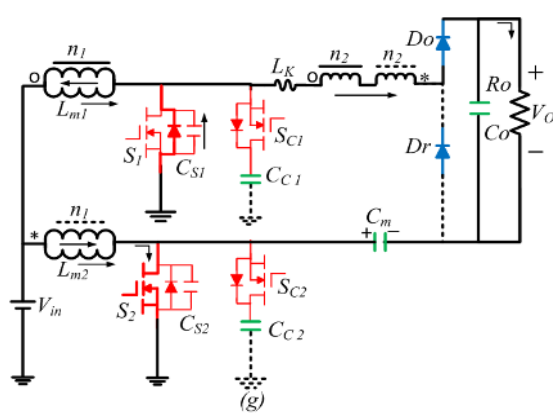 n1
n2
n2
Do
o
LK
o
*
Ro
+
Lm1
SC1
VO
S1
CS1
Co
Dr
−
CC1
n1
*
Cm
+
−
Lm2
SC2
Vin
S2
CS2
CC2
(g)